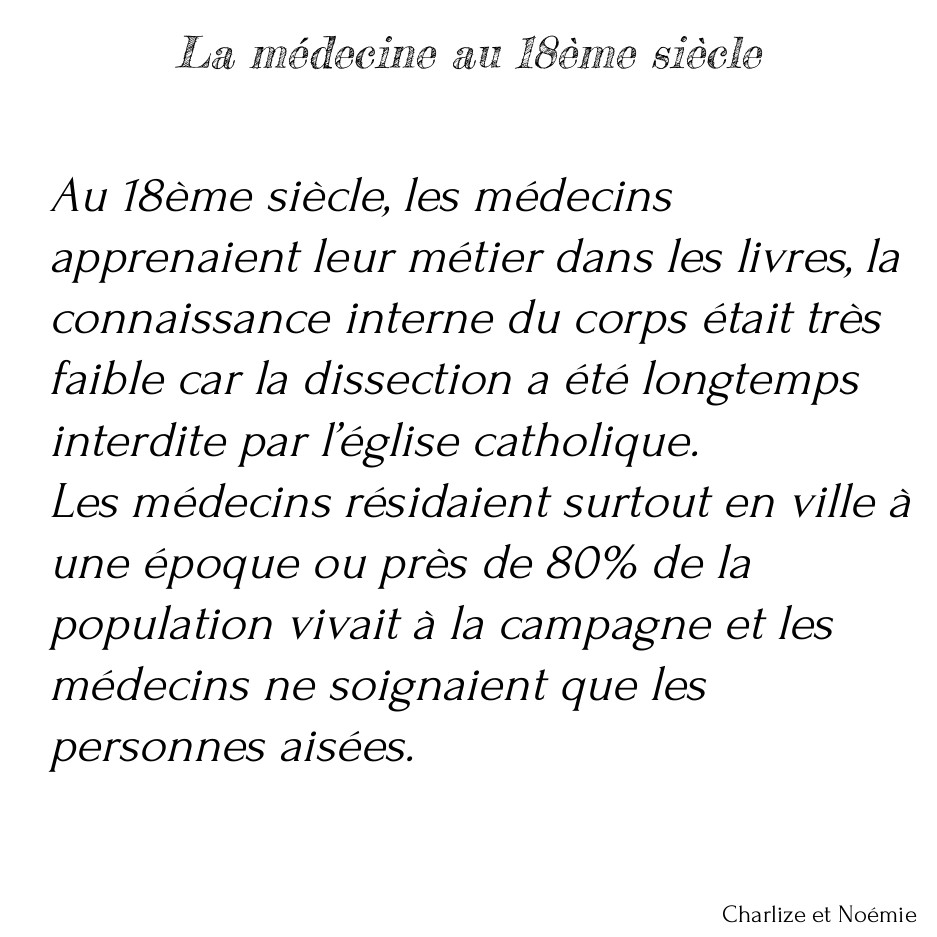 La médecine au 18ème siècle
Au 18ème siècle, les médecins
apprenaient leur métier dans les livres, la
connaissance interne du corps était très
faible car la dissection a été longtemps
interdite par l’église catholique.
Les médecins résidaient surtout en ville à
une époque ou près de 80% de la
population vivait à la campagne et les
médecins ne soignaient que les
personnes aisées.
Charlize et Noémie